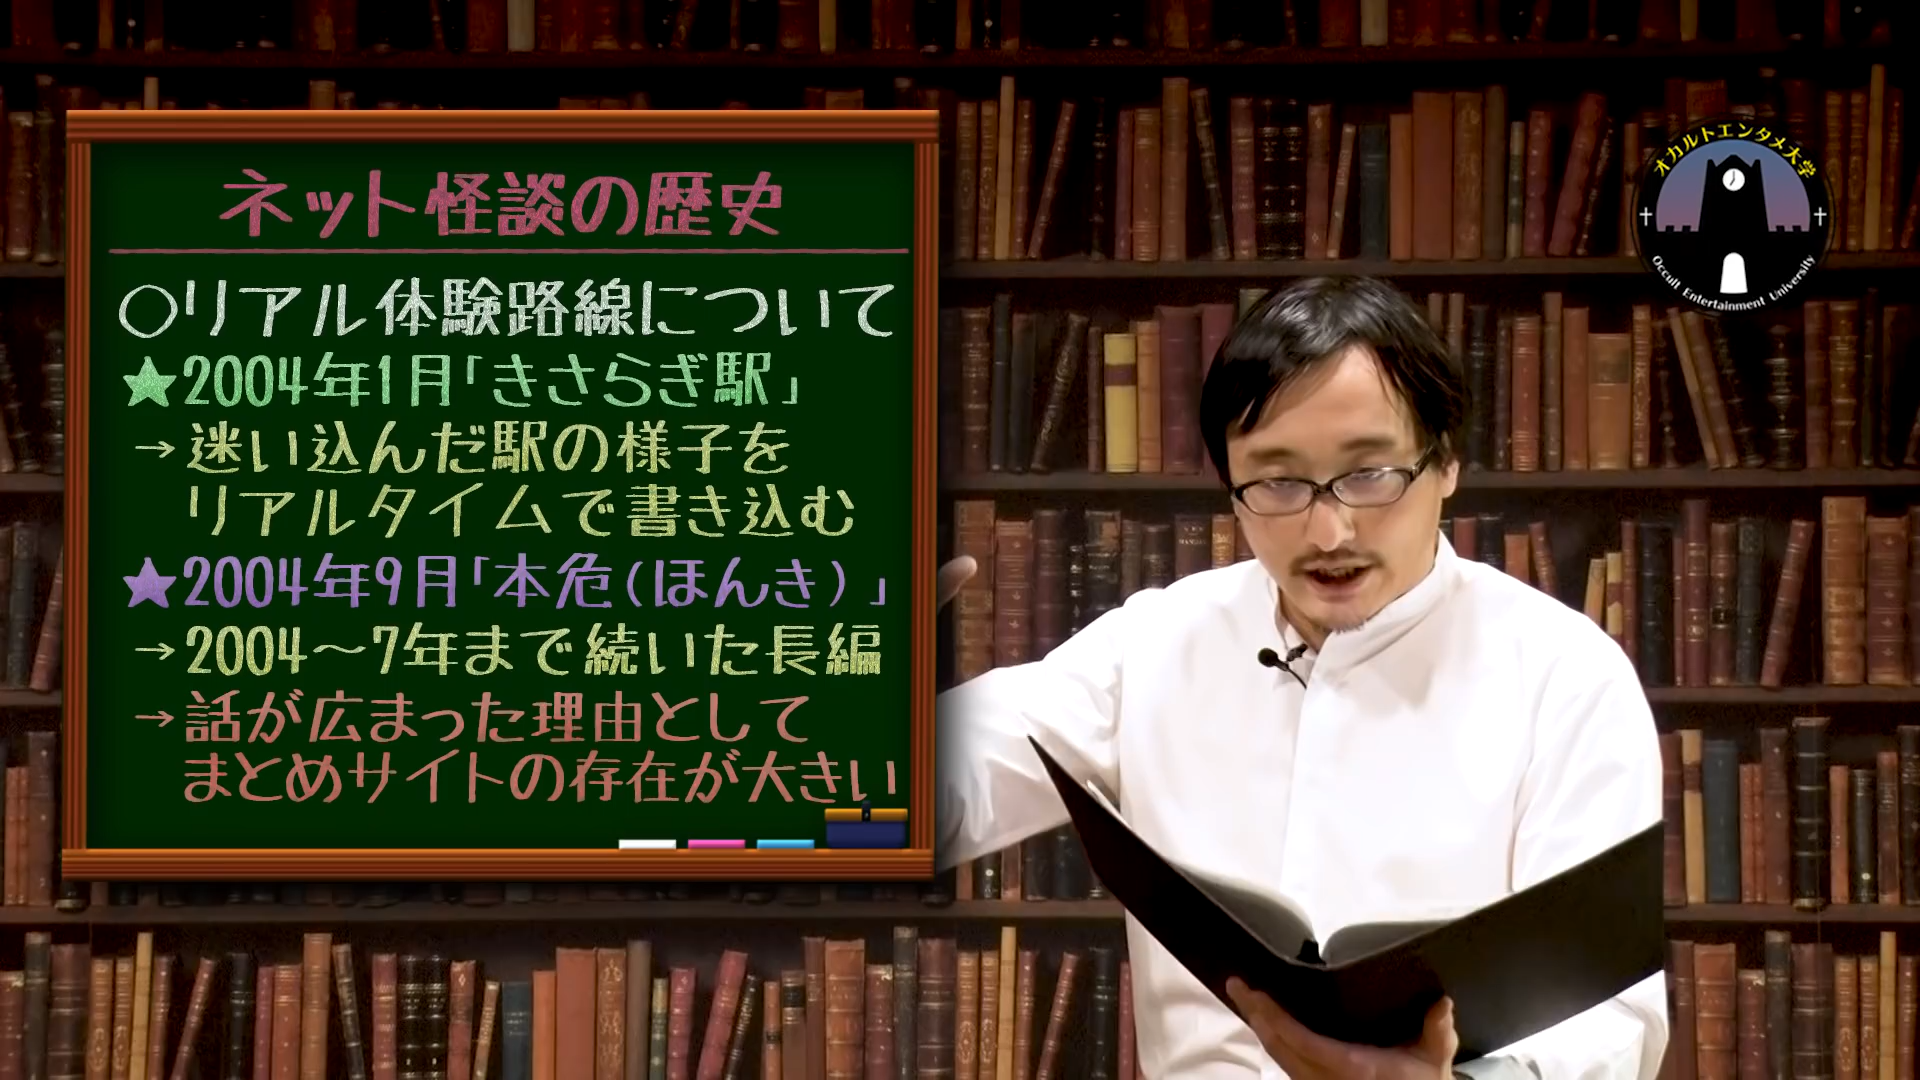 ネット怪談の歴史
○リアル体験路線について
★2004年1月「きさらぎ駅」
→迷い込んだ駅の様子を
リアルタイムで書き込む
★2004年9月「本危(ほんき)」
→2004〜7年まで続いた長編
→話が広まった理由として
まとめサイトの存在が大きい
オカルトエンタメ大学
Occult Entertainment University